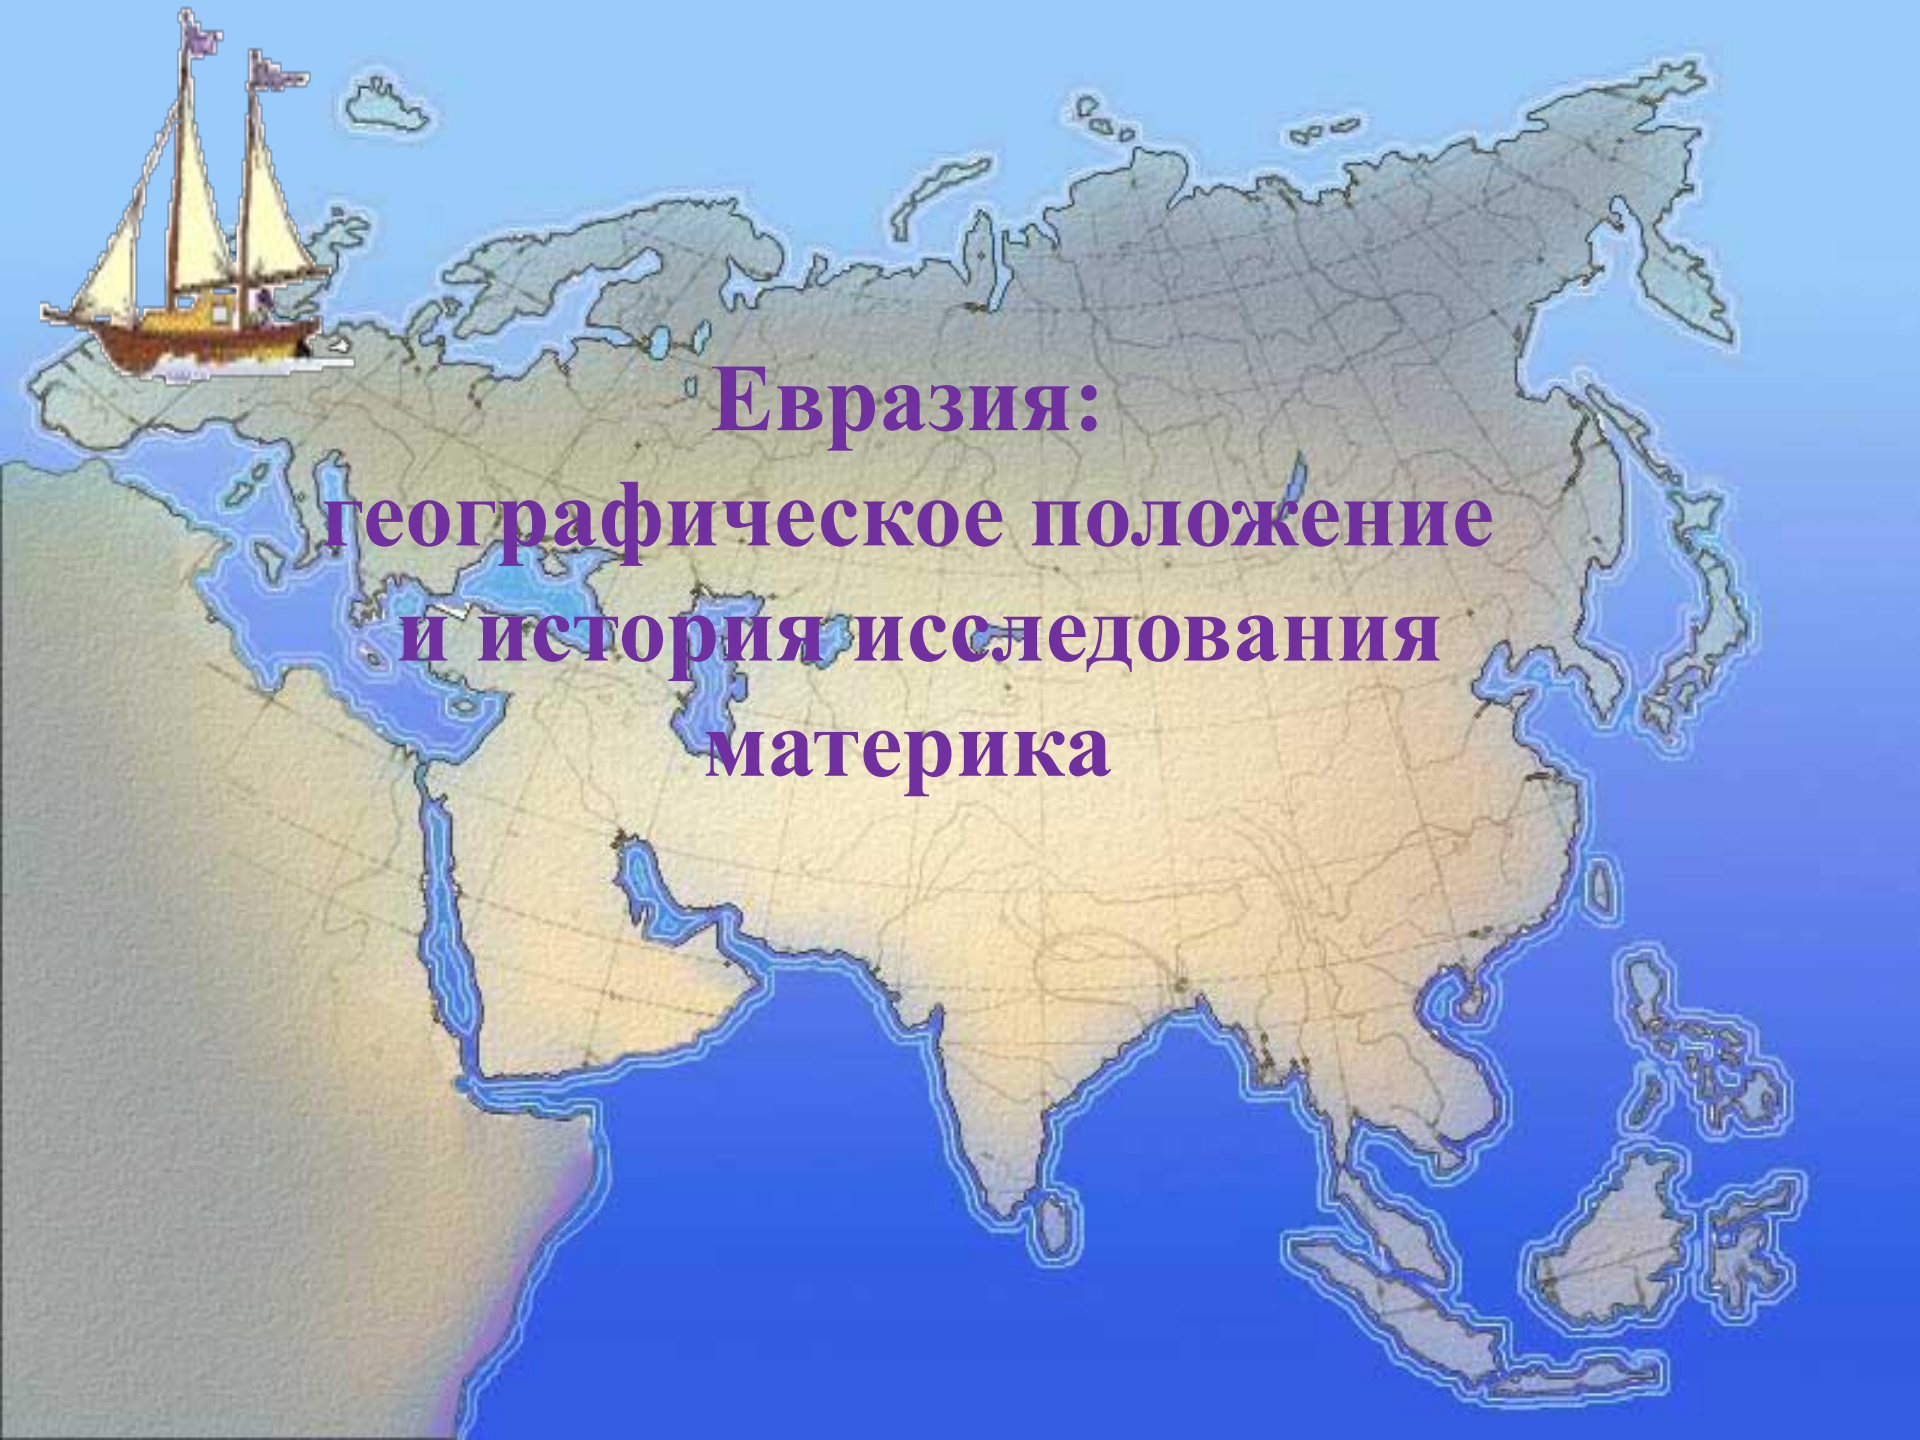 Евразия:
географическое положение
и история исследования
материка